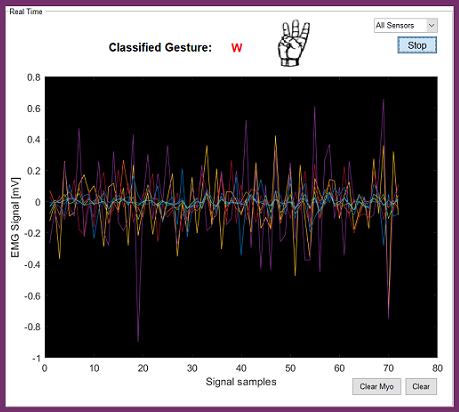 Real Time
All Sensors
Classified Gesture: W
Stop
0.8
0.6
0.4
0.2
0
-0.2
-0.4
-0.6
-0.8
-1
EMG Signal [mV]
0 10 20 30 40 50 60 70 80
Signal samples
Clear Myo Clear